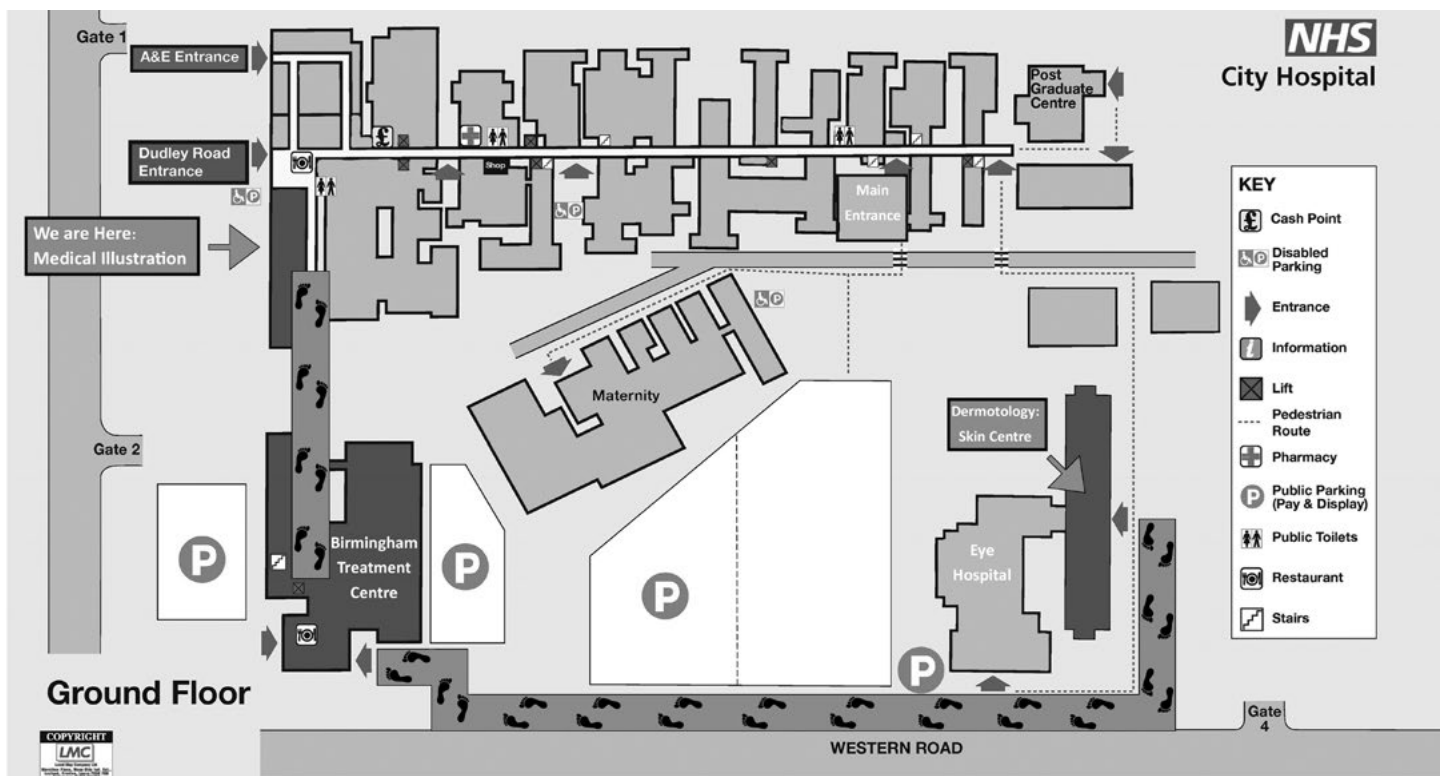 Gate 1
A&E Entrance
NHS
City Hospital
Post
Graduate
Centre
£
Dudley Road
Entrance
Shop
P
P
Main
Entrance
We are Here:
Medical Illustration
P
Maternity
Gate 2
Dermotology:
Skin Centre
P
P
P
Birmingham
Treatment
Centre
Eye
Hospital
P
Ground Floor
Gate
4
WESTERN ROAD
COPYRIGHT
LMC
KEY
£ Cash Point
P Disabled
Parking
Entrance
i Information
Lift
Pedestrian
Route
Pharmacy
P Public Parking
(Pay & Display)
Public Toilets
Restaurant
Stairs